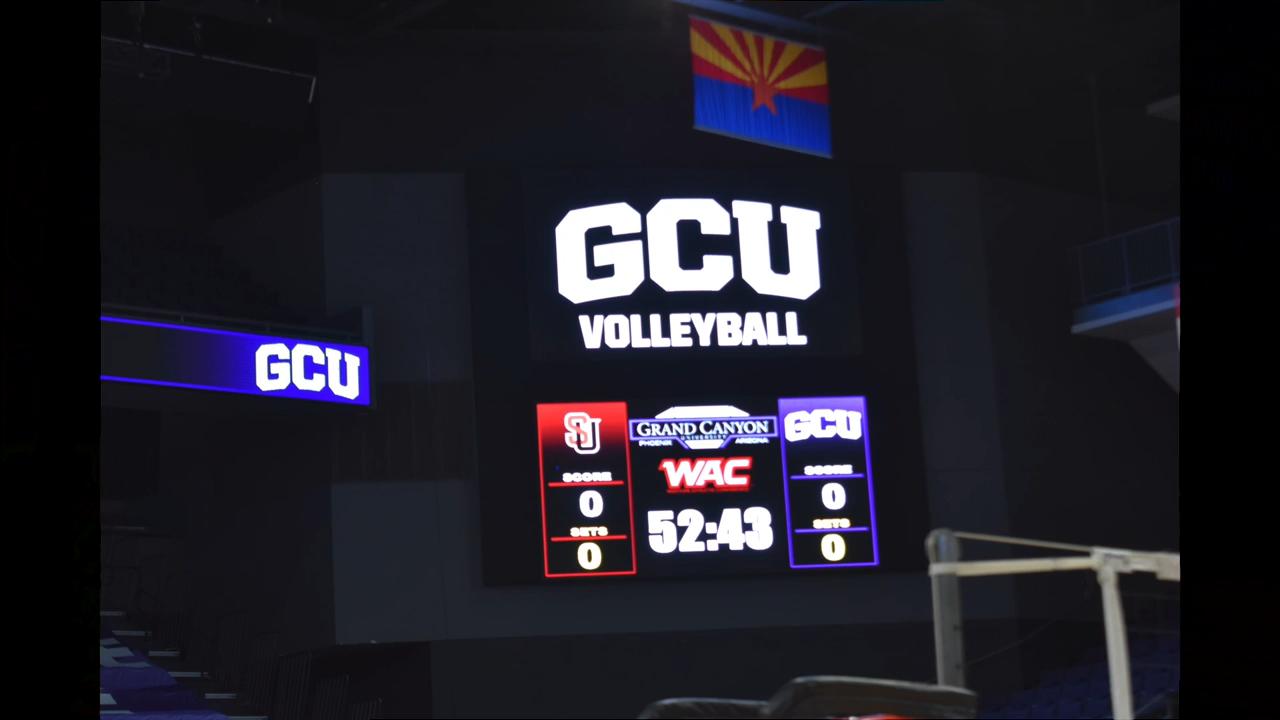 GCU
VOLLEYBALL
GCU
SU
GRAND CANYON
UNIVERSITY
PHOENIX ARIZONA
GCU
WAC
SCORE
0
SETS
0
52:43
SCORE
0
SETS
0